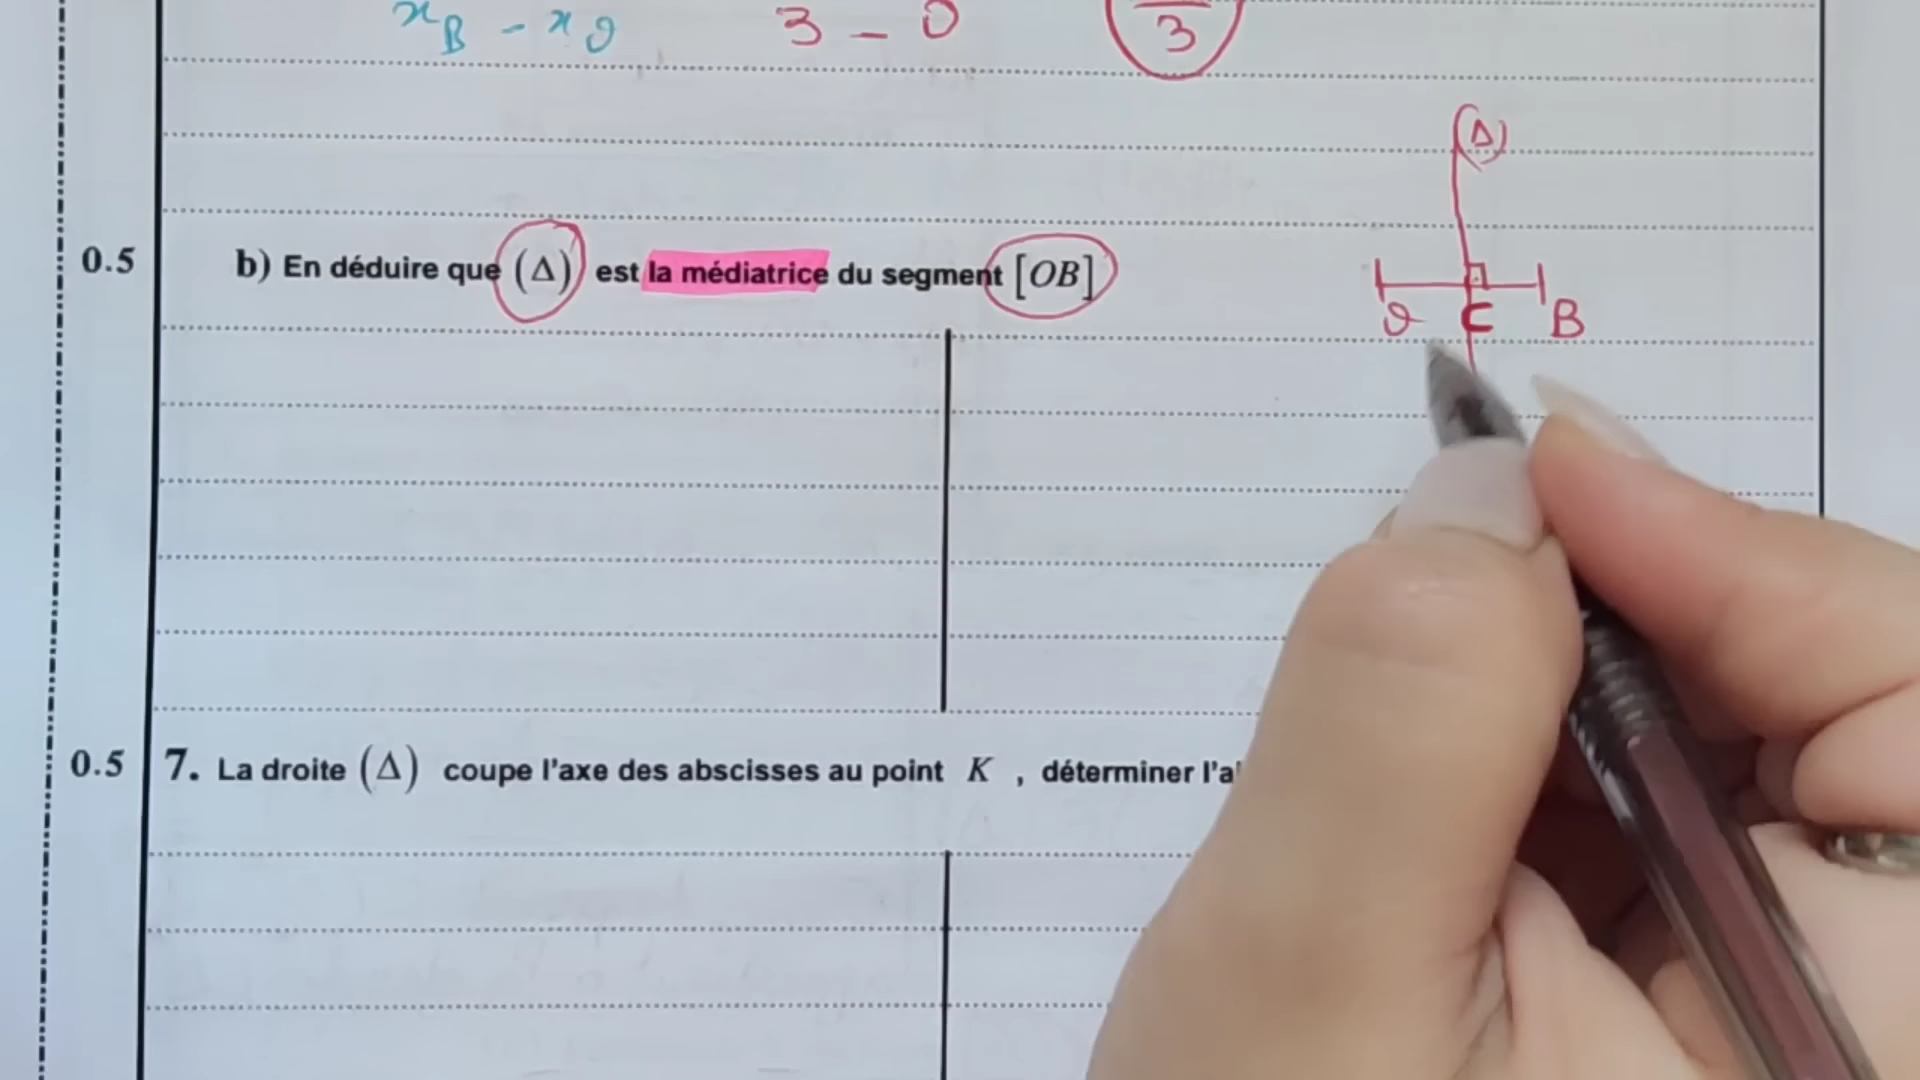 x_B - x_O 3 - 0 3
(Δ)
0.5 b) En déduire que (Δ) est la médiatrice du segment [OB]
O C B
0.5 7. La droite (Δ) coupe l'axe des abscisses au point K , déterminer